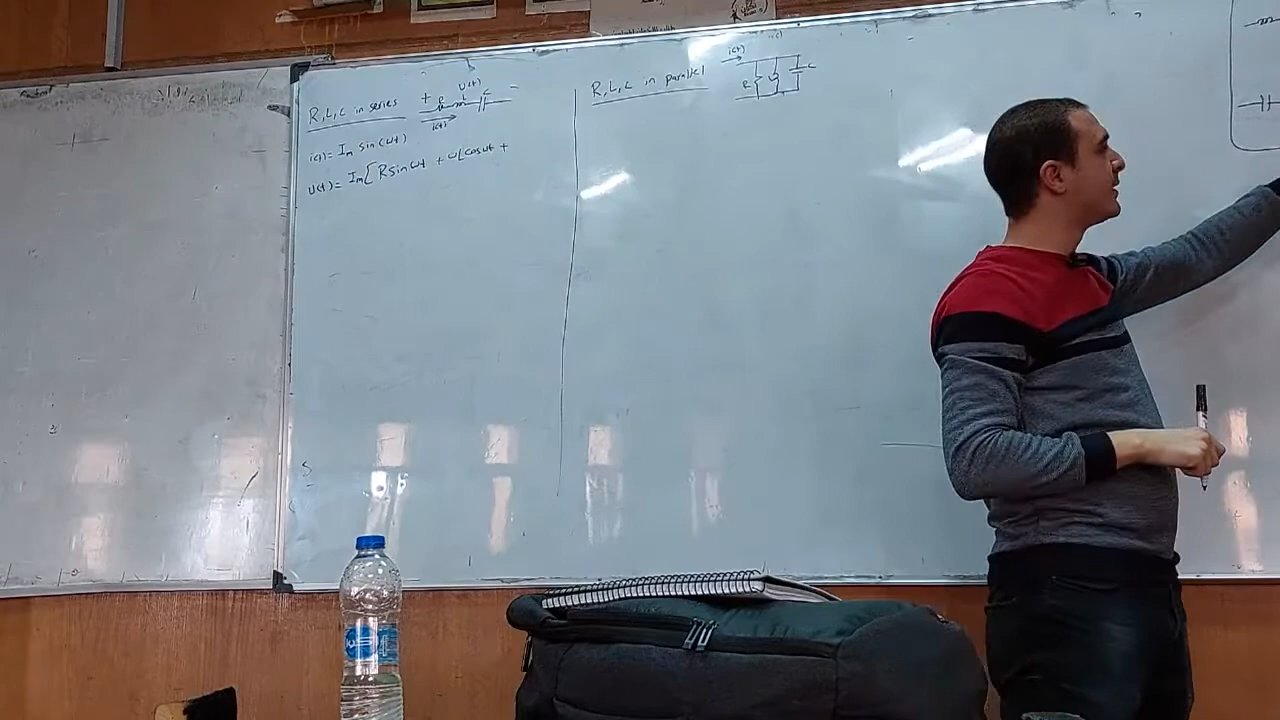 R, L, C in series
+ R L C -
v(t)
i(t)
i(t) = Im sin(ωt)
v(t) = Im[R sin ωt + ωL cos ωt +
R, L, C in parallel
i(t)
R L C